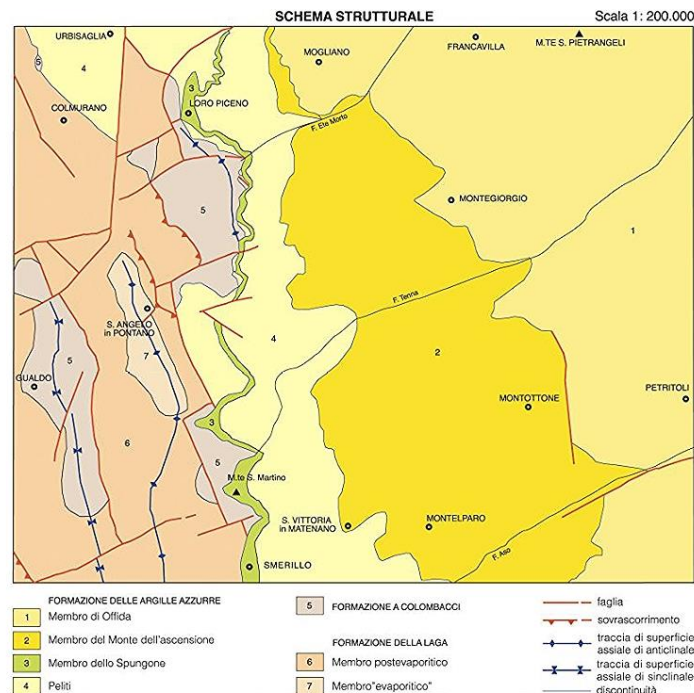 SCHEMA STRUTTURALE
Scala 1: 200.000
URBISAGLIA
MOGLIANO
FRANCAVILLA
M.TE S. PIETRANGELI
5
4
3
COLMURANO
LORO PICENO
F. Ete Morto
5
MONTEGIORGIO
1
F. Tenna
S. ANGELO
in PONTANO
4
7
5
2
GUALDO
MONTOTTONE
PETRITOLI
3
6
5
M.te S. Martino
S. VITTORIA
in MATENANO
MONTELPARO
F. Aso
SMERILLO
FORMAZIONE DELLE ARGILLE AZZURRE
1 Membro di Offida
2 Membro del Monte dell'ascensione
3 Membro dello Spungone
4 Peliti
5 FORMAZIONE A COLOMBACCI
FORMAZIONE DELLA LAGA
6 Membro postevaporitico
7 Membro"evaporitico"
faglia
sovrascorrimento
traccia di superficie
assiale di anticlinale
traccia di superficie
assiale di sinclinale
discontinuità